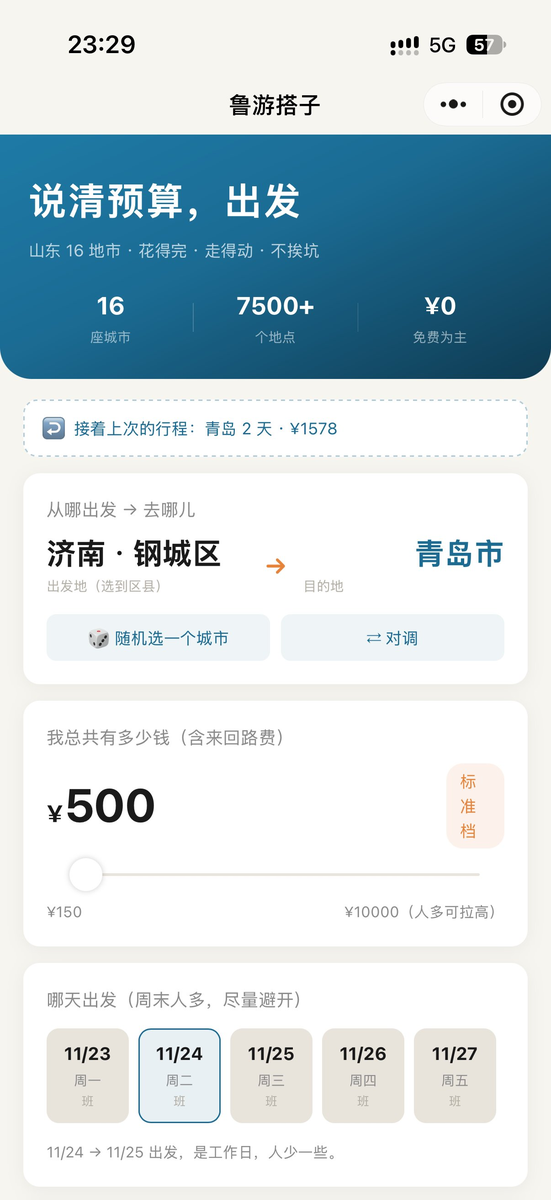 23:29 5G 57
鲁游搭子
说清预算，出发
山东 16 地市 · 花得完 · 走得动 · 不挨坑
16 7500+ ¥0
座城市 个地点 免费为主
接着上次的行程：青岛 2 天 · ¥1578
从哪出发 → 去哪儿
济南 · 钢城区 → 青岛市
出发地（选到区县） 目的地
随机选一个城市 ⇄ 对调
我总共有多少钱（含来回路费）
¥500
标
准
档
¥150 ¥10000（人多可拉高）
哪天出发（周末人多，尽量避开）
11/23 11/24 11/25 11/26 11/27
周一 周二 周三 周四 周五
班 班 班 班 班
11/24 → 11/25 出发，是工作日，人少一些。